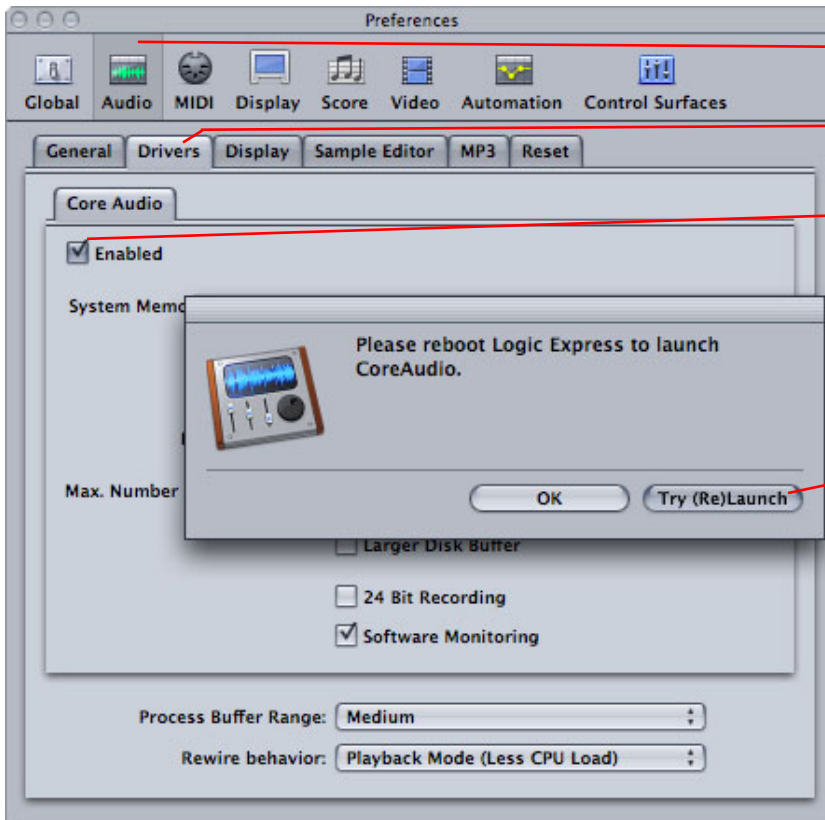 Preferences
Global Audio MIDI Display Score Video Automation Control Surfaces
General Drivers Display Sample Editor MP3 Reset
Core Audio
Enabled
System
Please reboot Logic Express to launch
CoreAudio.
Max. Number
OK Try (Re)Launch
Larger Disk Buffer
24 Bit Recording
Software Monitoring
Process Buffer Range: Medium
Rewire behavior: Playback Mode (Less CPU Load)